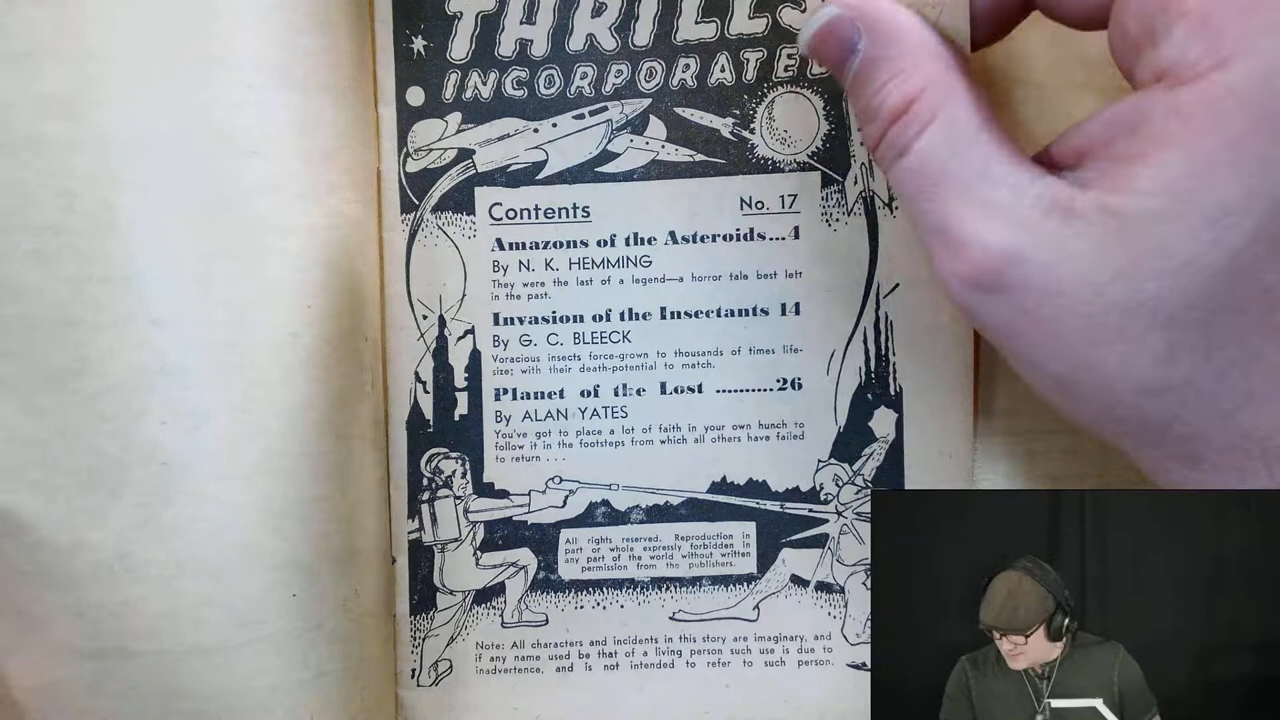 THRILLS
INCORPORATED
Contents No. 17
Amazons of the Asteroids...4
By N. K. HEMMING
They were the last of a legend—a horror tale best left
in the past.
Invasion of the Insectants 14
By G. C. BLEECK
Voracious insects force-grown to thousands of times life-
size; with their death-potential to match.
Planet of the Lost ..........26
By ALAN YATES
You've got to place a lot of faith in your own hunch to
follow it in the footsteps from which all others have failed
to return . . .
All rights reserved. Reproduction in
part or whole expressly forbidden in
any part of the world without written
permission from the publishers.
Note: All characters and incidents in this story are imaginary, and
if any name used be that of a living person such use is due to
inadvertence, and is not intended to refer to such person.